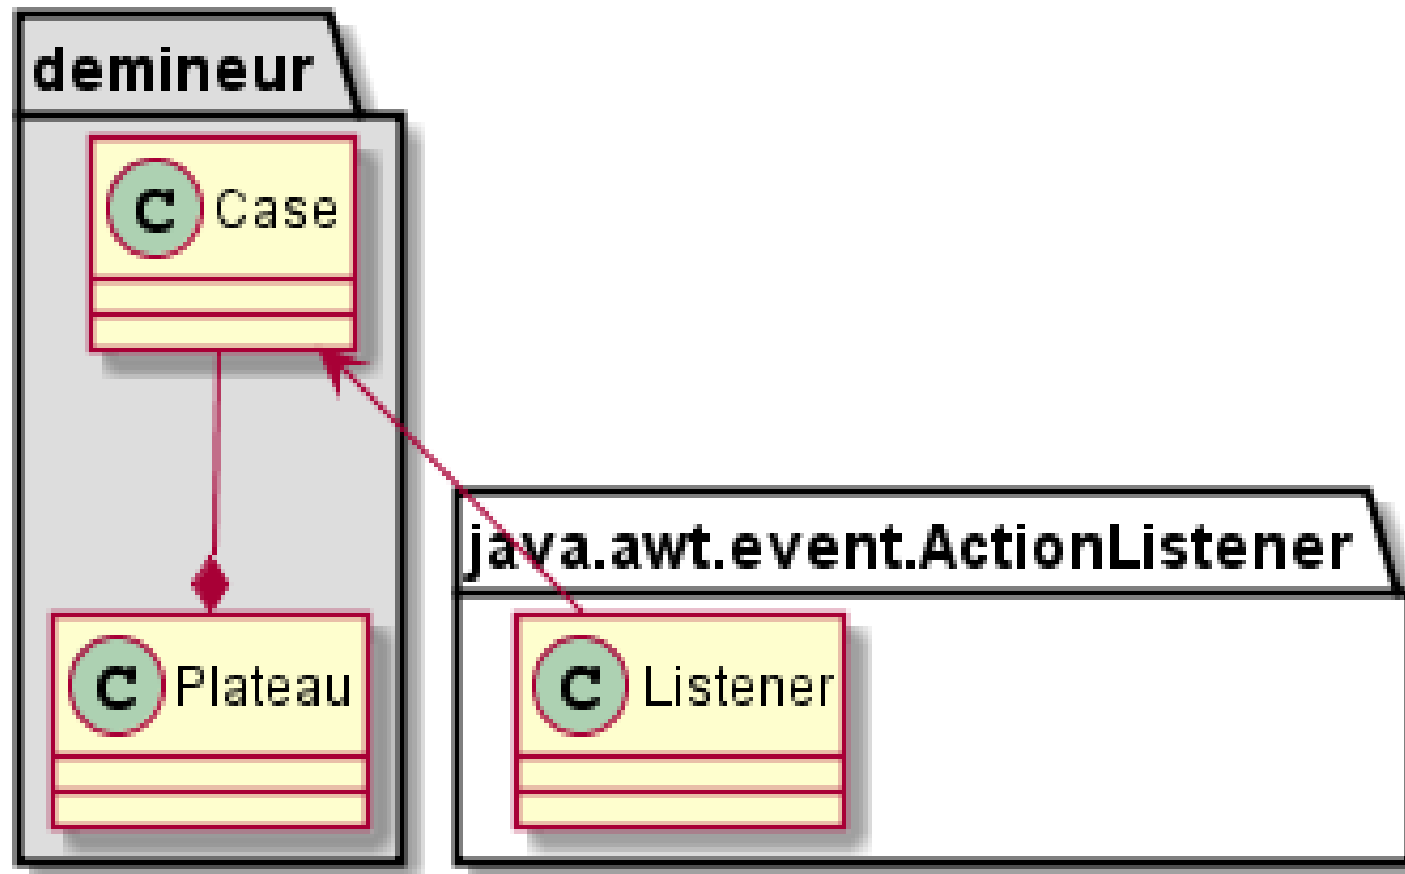 demineur
C Case
java.awt.event.ActionListener
C Plateau
C Listener